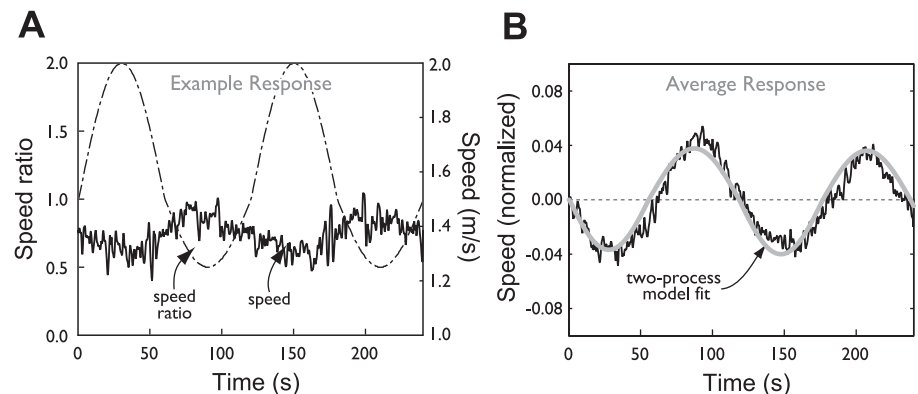 A
Example Response
Speed ratio
2.0
1.5
1.0
0.5
0.0
speed
ratio
speed
2.0
1.8
1.6
1.4
1.2
1.0
Speed (m/s)
0
50
100
150
200
Time (s)
B
Average Response
Speed (normalized)
0.08
0.04
0.00
-0.04
-0.08
two-process
model fit
0
50
100
150
200
Time (s)